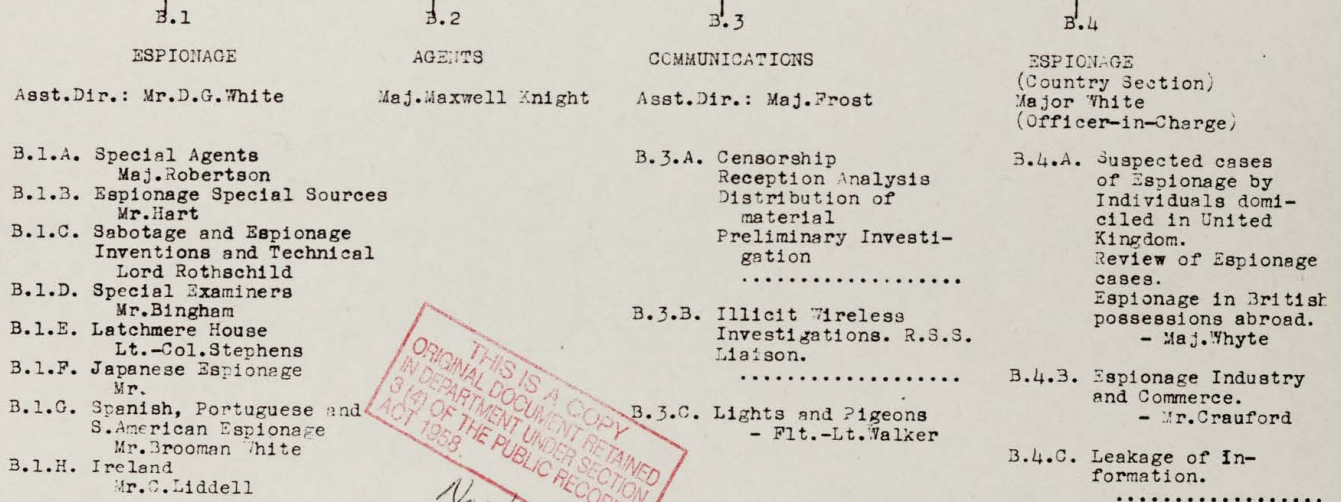 B.1
ESPIONAGE
Asst.Dir.: Mr.D.G.White
B.1.A. Special Agents
Maj.Robertson
B.1.B. Espionage Special Sources
Mr.Hart
B.1.C. Sabotage and Espionage
Inventions and Technical
Lord Rothschild
B.1.D. Special Examiners
Mr.Bingham
B.1.E. Latchmere House
Lt.-Col.Stephens
B.1.F. Japanese Espionage
Mr.
B.1.G. Spanish, Portuguese and
S.American Espionage
Mr.Brooman White
B.1.H. Ireland
Mr.C.Liddell
B.2
AGENTS
Maj.Maxwell Knight
B.3
COMMUNICATIONS
Asst.Dir.: Maj.Frost
B.3.A. Censorship
Reception Analysis
Distribution of
material
Preliminary Investi-
gation
..................
B.3.B. Illicit Wireless
Investigations. R.S.S.
Liaison.
..................
B.3.C. Lights and Pigeons
- Flt.-Lt.Walker
B.4
ESPIONAGE
(Country Section)
Major White
(Officer-in-Charge)
B.4.A. Suspected cases
of Espionage by
Individuals domi-
ciled in United
Kingdom.
Review of Espionage
cases.
Espionage in British
possessions abroad.
- Maj.Whyte
B.4.B. Espionage Industry
and Commerce.
- Mr.Crauford
B.4.C. Leakage of In-
formation.
..................
THIS IS A COPY
ORIGINAL DOCUMENT RETAINED
IN DEPARTMENT UNDER SECTION
3 (4) OF THE PUBLIC RECORDS
ACT 1958.